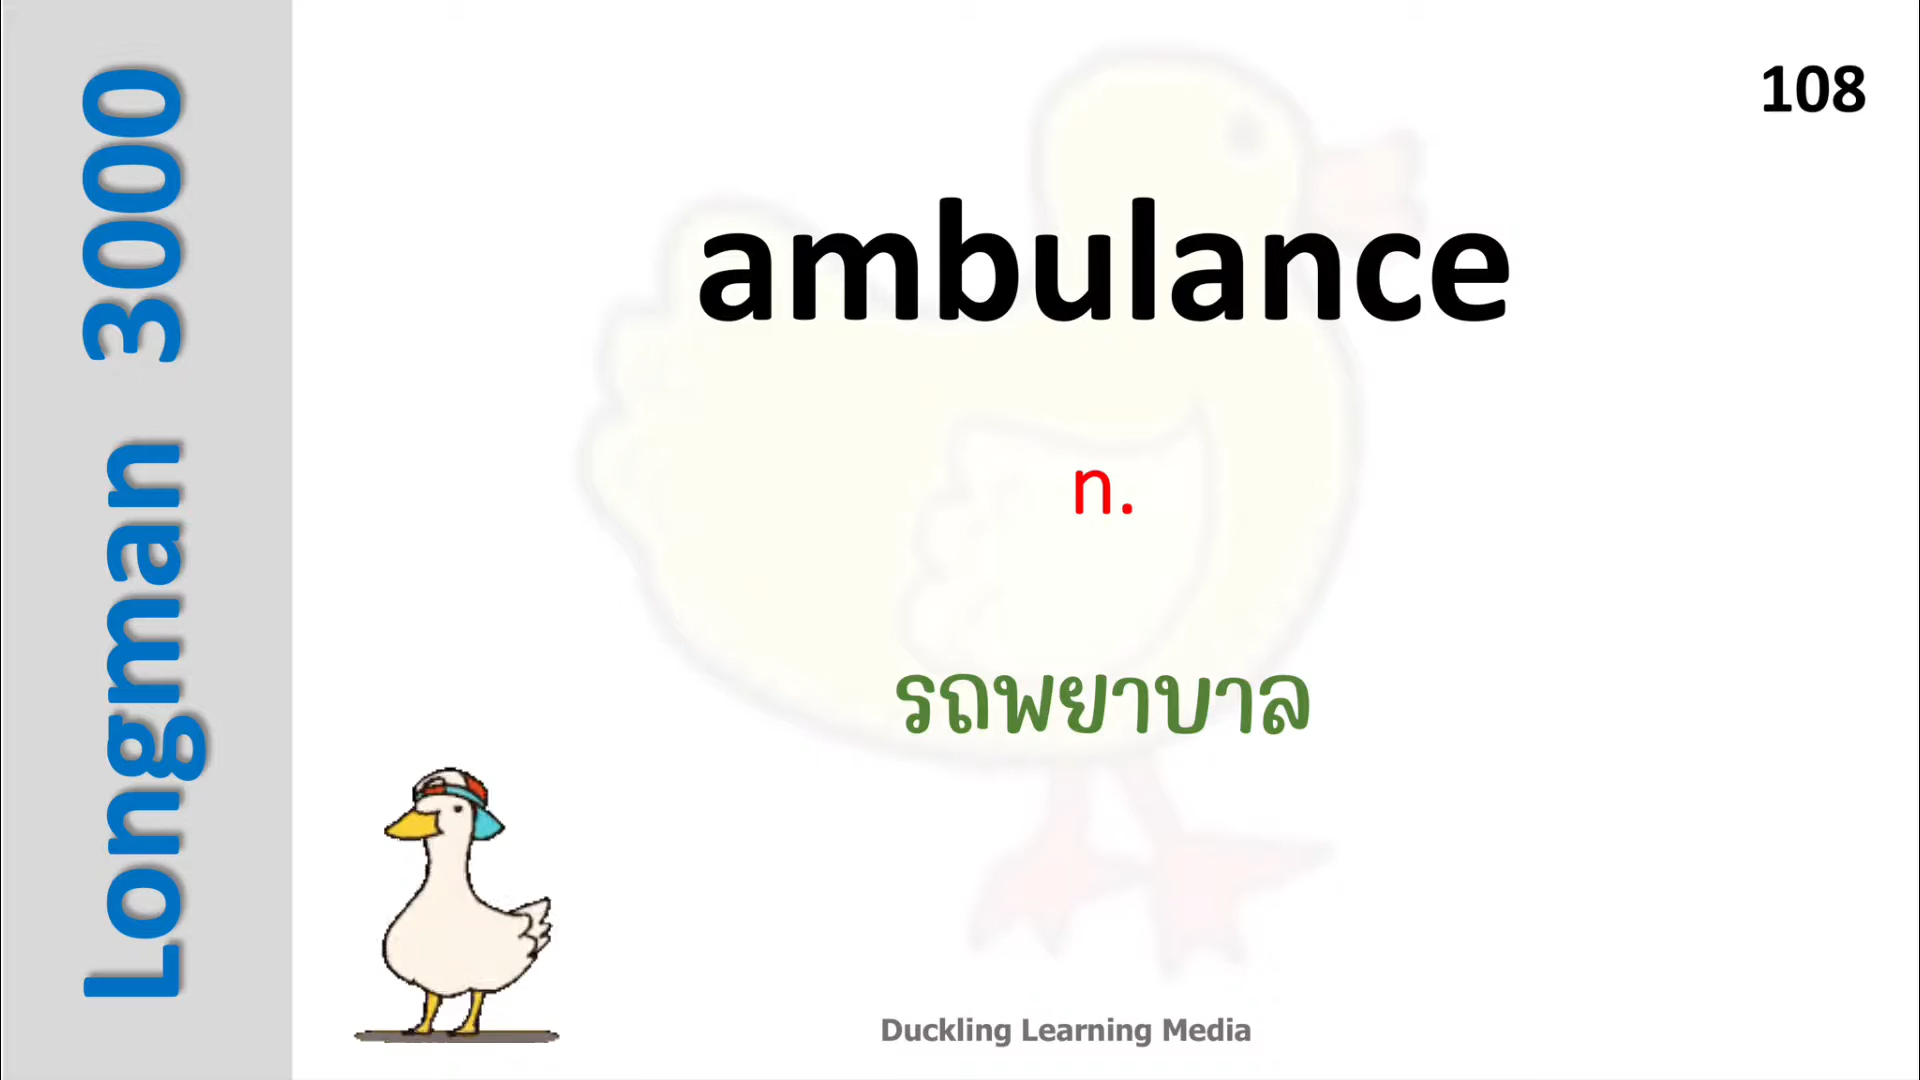 Longman 3000
108
ambulance
n.
รถพยาบาล
Duckling Learning Media